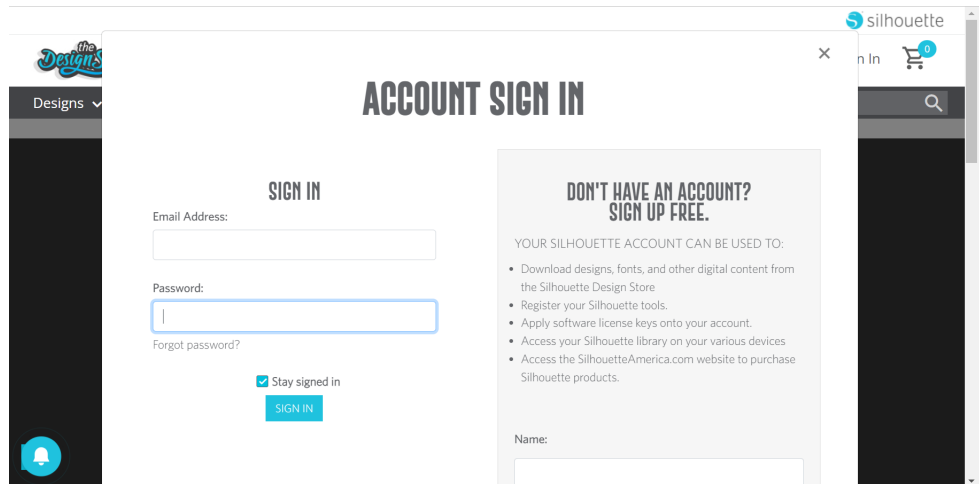 silhouette
the
Design S
n In
0
Designs
ACCOUNT SIGN IN
SIGN IN
Email Address:
Password:
Forgot password?
Stay signed in
SIGN IN
DON'T HAVE AN ACCOUNT?
SIGN UP FREE.
YOUR SILHOUETTE ACCOUNT CAN BE USED TO:
• Download designs, fonts, and other digital content from
the Silhouette Design Store
• Register your Silhouette tools.
• Apply software license keys onto your account.
• Access your Silhouette library on your various devices
• Access the SilhouetteAmerica.com website to purchase
Silhouette products.
Name: